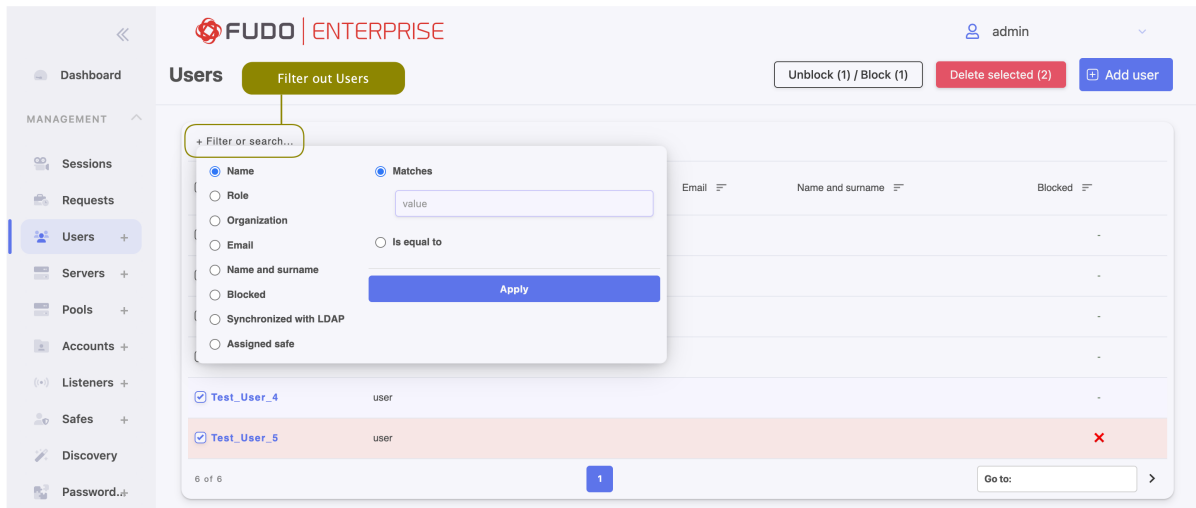 FUDO ENTERPRISE
admin
Dashboard
MANAGEMENT
Sessions
Requests
Users +
Servers +
Pools +
Accounts +
Listeners +
Safes +
Discovery
Password..+
Users
Filter out Users
Unblock (1) / Block (1)
Delete selected (2)
Add user
+ Filter or search...
Name
Role
Organization
Email
Name and surname
Blocked
Synchronized with LDAP
Assigned safe
Matches
value
Is equal to
Apply
Email
Name and surname
Blocked
-
-
-
-
Test_User_4 user -
Test_User_5 user
6 of 6
1
Go to: